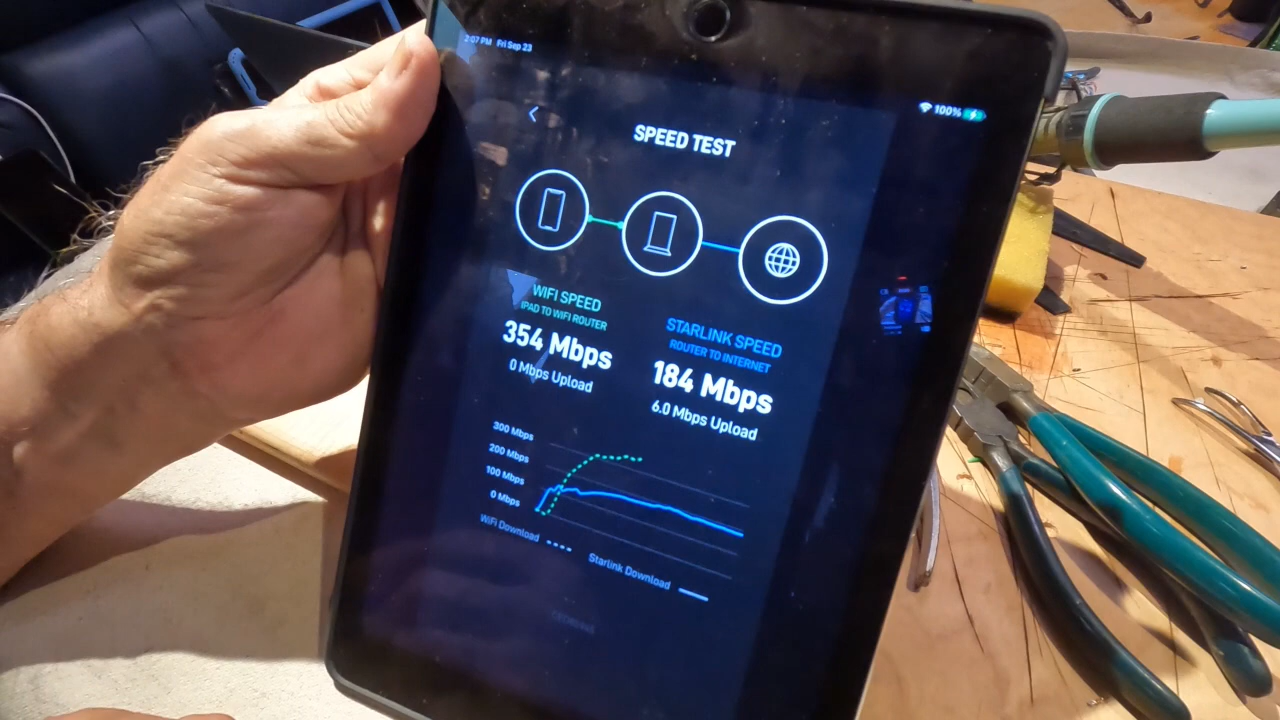 2:07 PM Fri Sep 23
100%
SPEED TEST
WIFI SPEED
IPAD TO WIFI ROUTER
354 Mbps
0 Mbps Upload
STARLINK SPEED
ROUTER TO INTERNET
184 Mbps
6.0 Mbps Upload
300 Mbps
200 Mbps
100 Mbps
0 Mbps
WiFi Download
Starlink Download